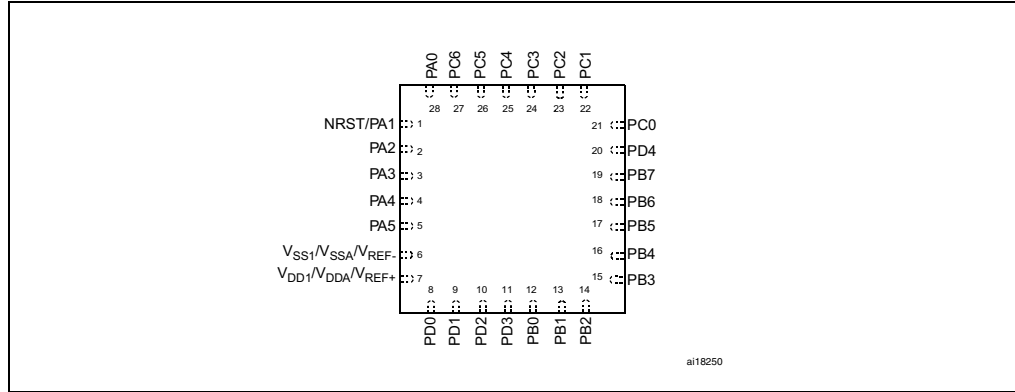 PA0 PC6 PC5 PC4 PC3 PC2 PC1
28 27 26 25 24 23 22
NRST/PA1 1 21 PC0
PA2 2 20 PD4
PA3 3 19 PB7
PA4 4 18 PB6
PA5 5 17 PB5
VSS1/VSSA/VREF- 6 16 PB4
VDD1/VDDA/VREF+ 7 15 PB3
8 9 10 11 12 13 14
PD0 PD1 PD2 PD3 PB0 PB1 PB2
ai18250